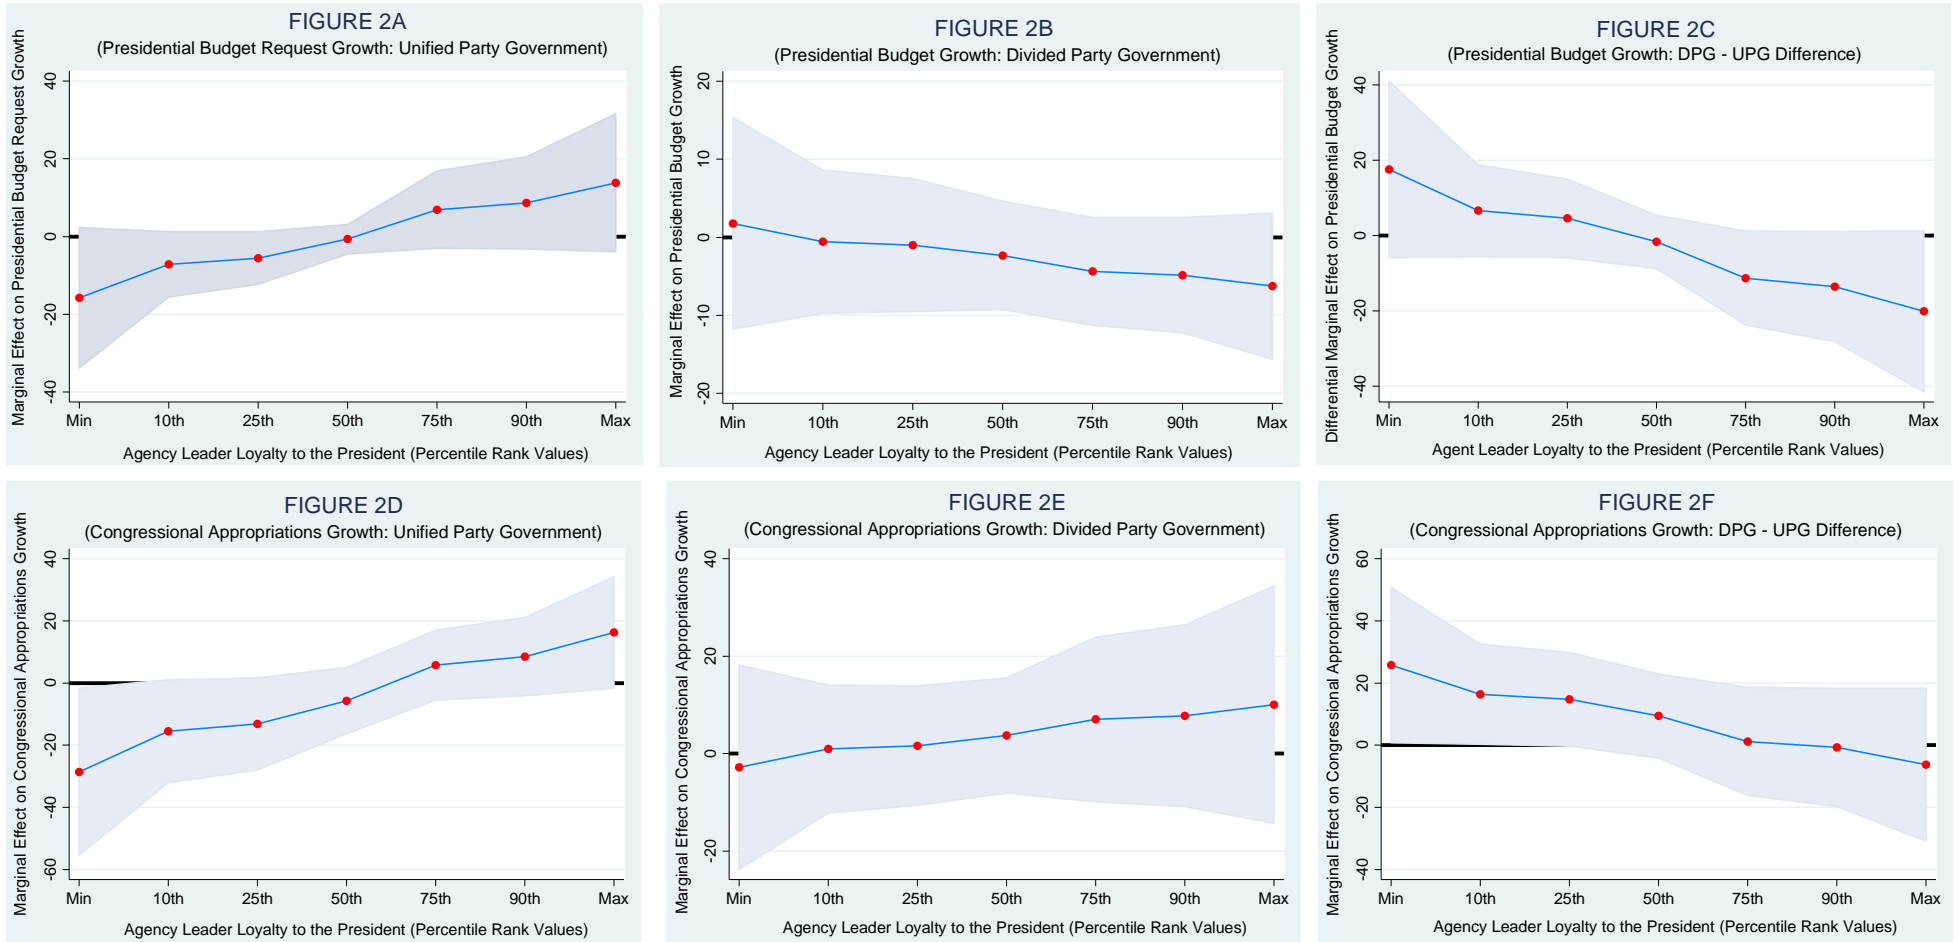 FIGURE 2A
(Presidential Budget Request Growth: Unified Party Government)
Marginal Effect on Presidential Budget Request Growth
40
20
0
-20
-40
Min 10th 25th 50th 75th 90th Max
Agency Leader Loyalty to the President (Percentile Rank Values)
FIGURE 2B
(Presidential Budget Growth: Divided Party Government)
Marginal Effect on Presidential Budget Growth
20
10
0
-10
-20
Min 10th 25th 50th 75th 90th Max
Agency Leader Loyalty to the President (Percentile Rank Values)
FIGURE 2C
(Presidential Budget Growth: DPG - UPG Difference)
Differential Marginal Effect on Presidential Budget Growth
40
20
0
-20
-40
Min 10th 25th 50th 75th 90th Max
Agent Leader Loyalty to the President (Percentile Rank Values)
FIGURE 2D
(Congressional Appropriations Growth: Unified Party Government)
Marginal Effect on Congressional Appropriations Growth
40
20
0
-20
-40
-60
Min 10th 25th 50th 75th 90th Max
Agency Leader Loyalty to the President (Percentile Rank Values)
FIGURE 2E
(Congressional Appropriations Growth: Divided Party Government)
Marginal Effect on Congressional Appropriations Growth
40
20
0
-20
Min 10th 25th 50th 75th 90th Max
Agency Leader Loyalty to the President (Percentile Rank Values)
FIGURE 2F
(Congressional Appropriations Growth: DPG - UPG Difference)
Marginal Effect on Congressional Appropriations Growth
60
40
20
0
-20
-40
Min 10th 25th 50th 75th 90th Max
Agency Leader Loyalty to the President (Percentile Rank Values)